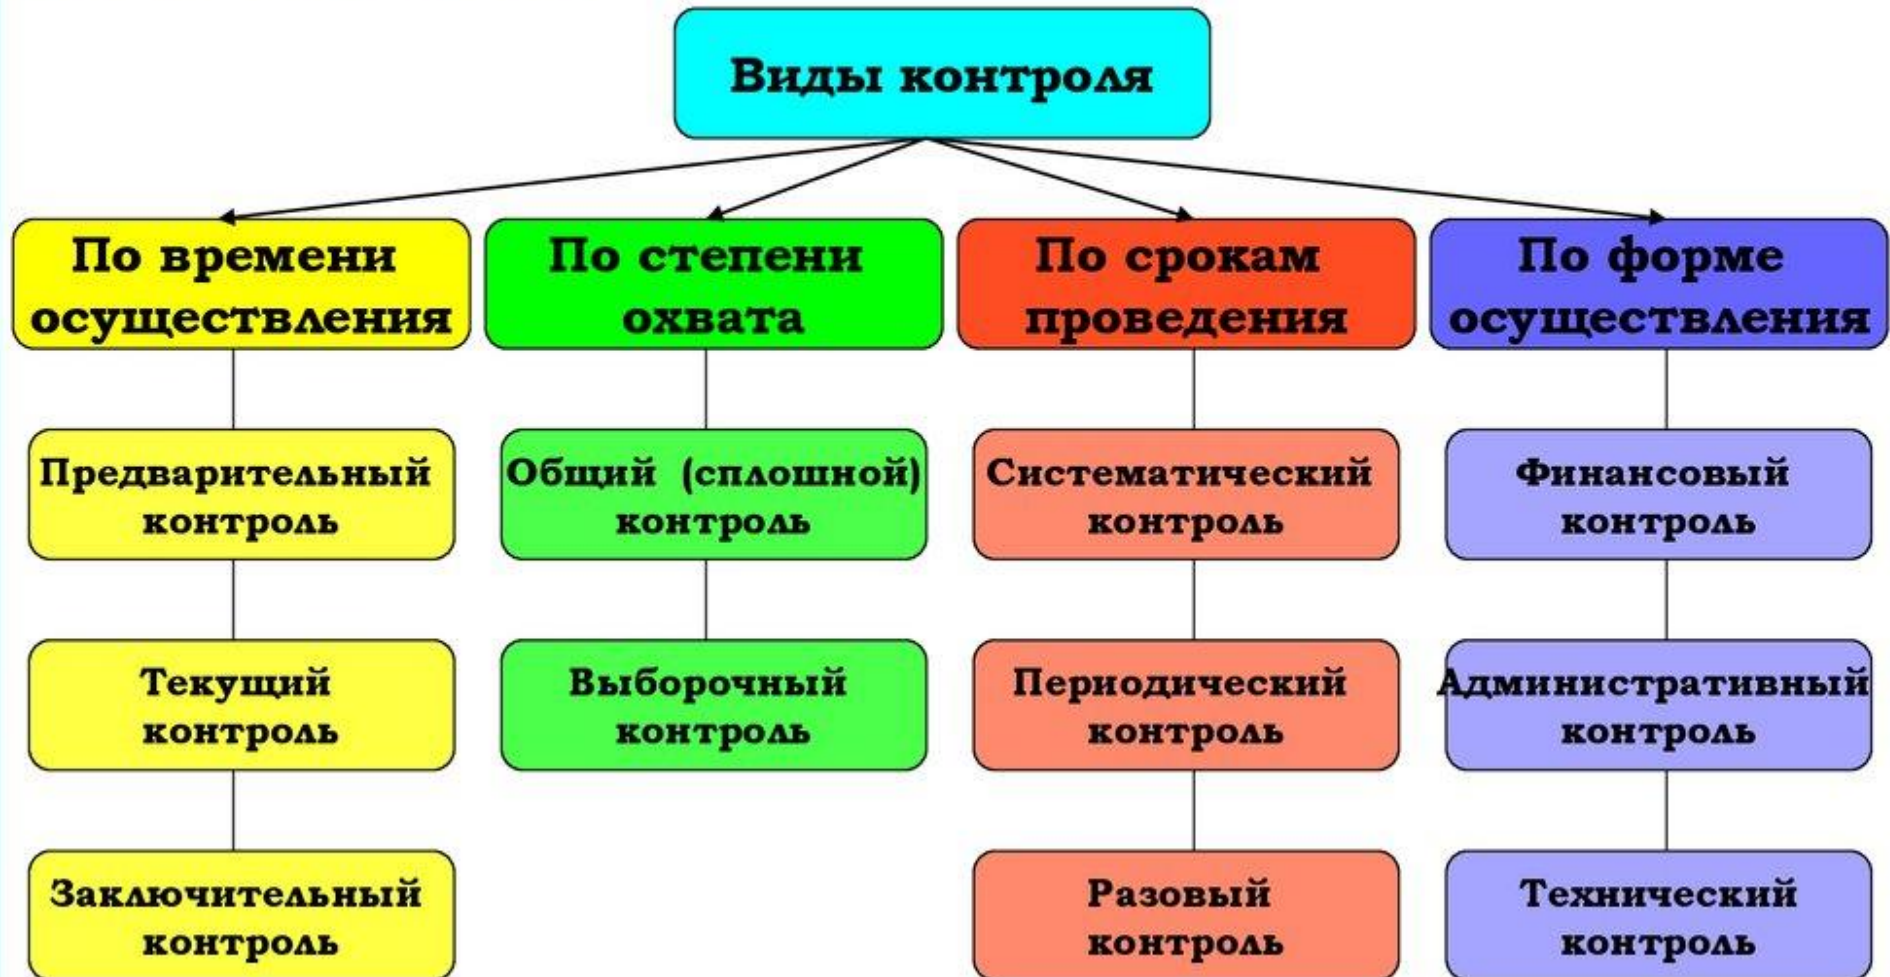 Виды контроля
По времени
осуществления
Предварительный
контроль
Текущий
контроль
Заключительный
контроль
По степени
охвата
Общий (сплошной)
контроль
Выборочный
контроль
По срокам
проведения
Систематический
контроль
Периодический
контроль
Разовый
контроль
По форме
осуществления
Финансовый
контроль
Административный
контроль
Технический
контроль